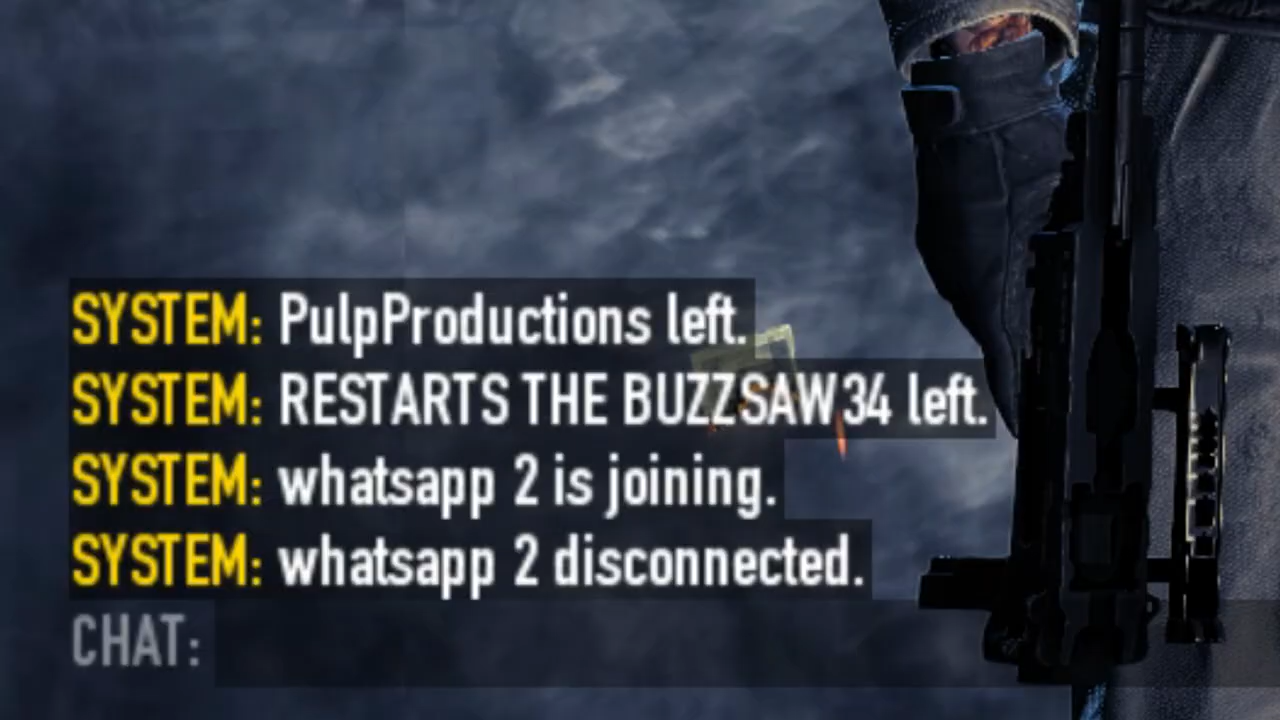 SYSTEM: PulpProductions left.
SYSTEM: RESTARTS THE BUZZSAW34 left.
SYSTEM: whatsapp 2 is joining.
SYSTEM: whatsapp 2 disconnected.
CHAT: